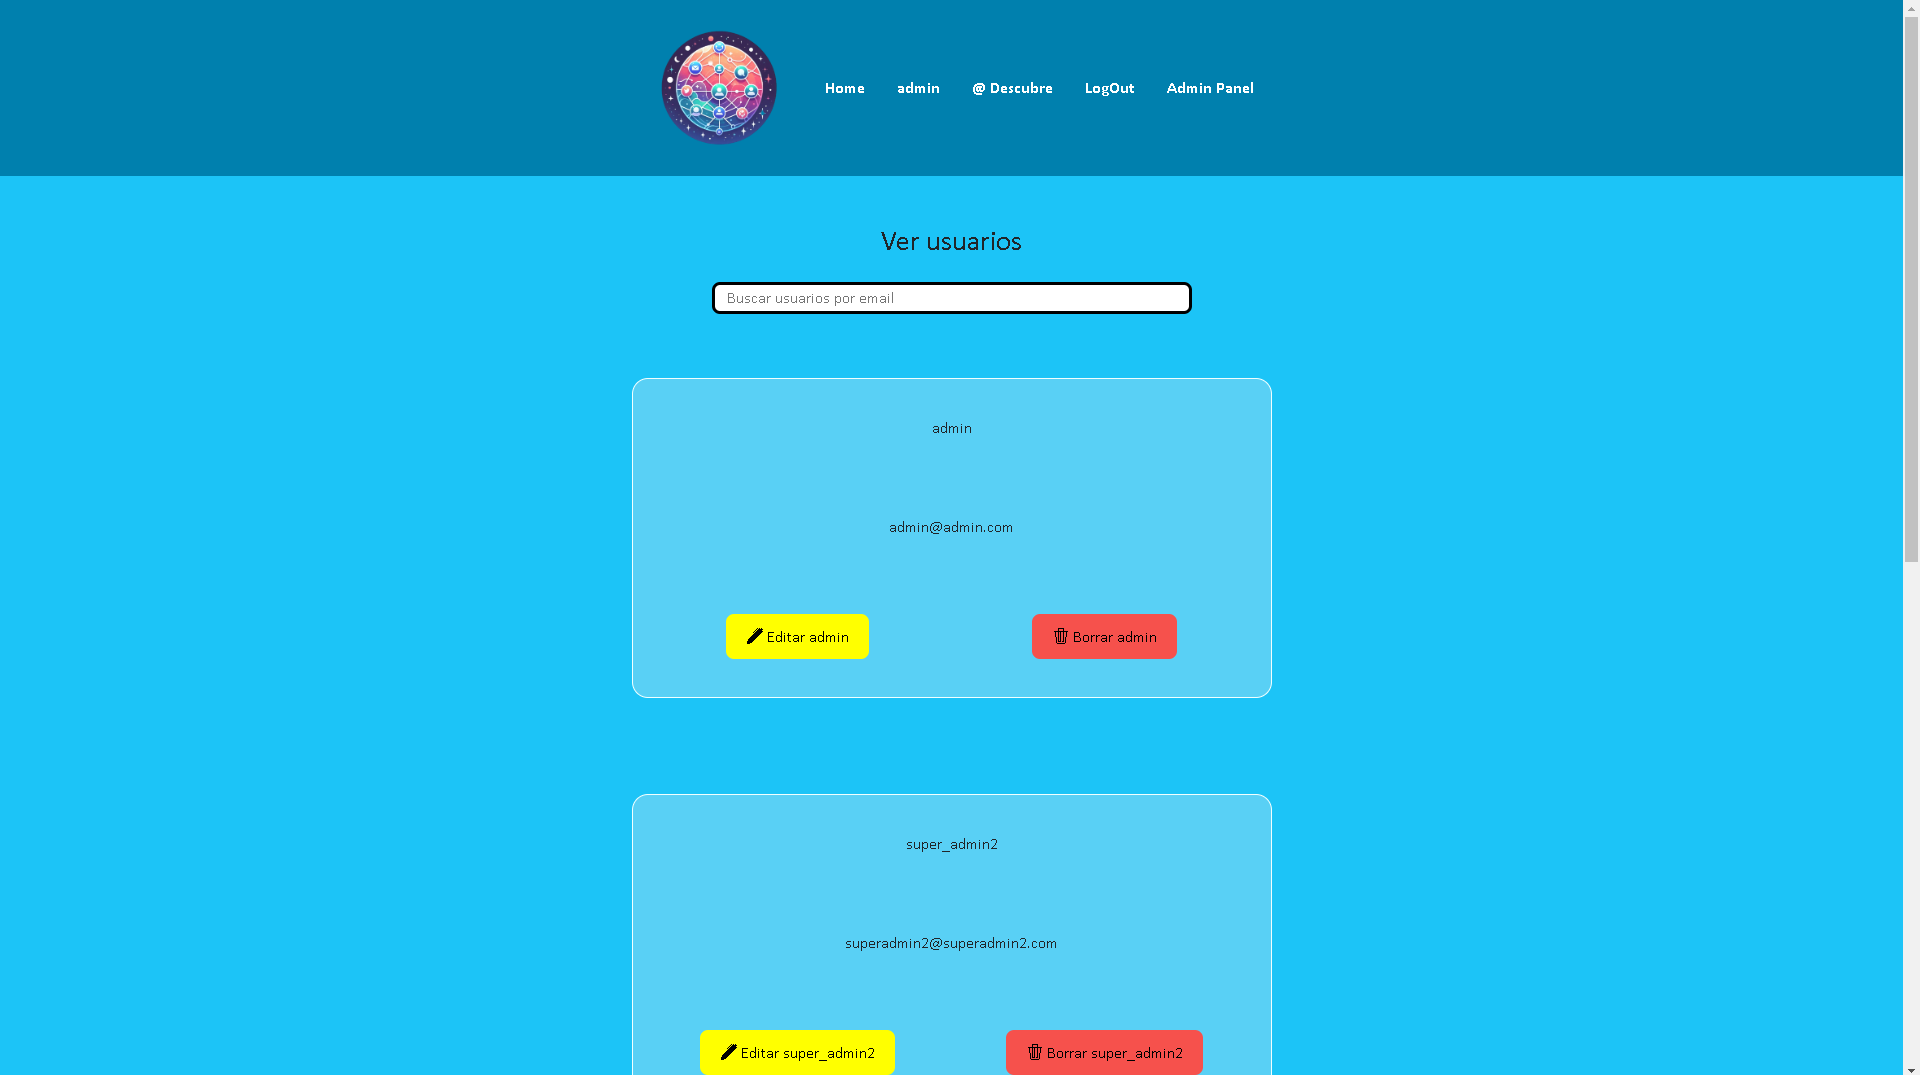 Home admin @ Descubre LogOut Admin Panel
Ver usuarios
Buscar usuarios por email
admin
admin@admin.com
Editar admin Borrar admin
super_admin2
superadmin2@superadmin2.com
Editar super_admin2 Borrar super_admin2